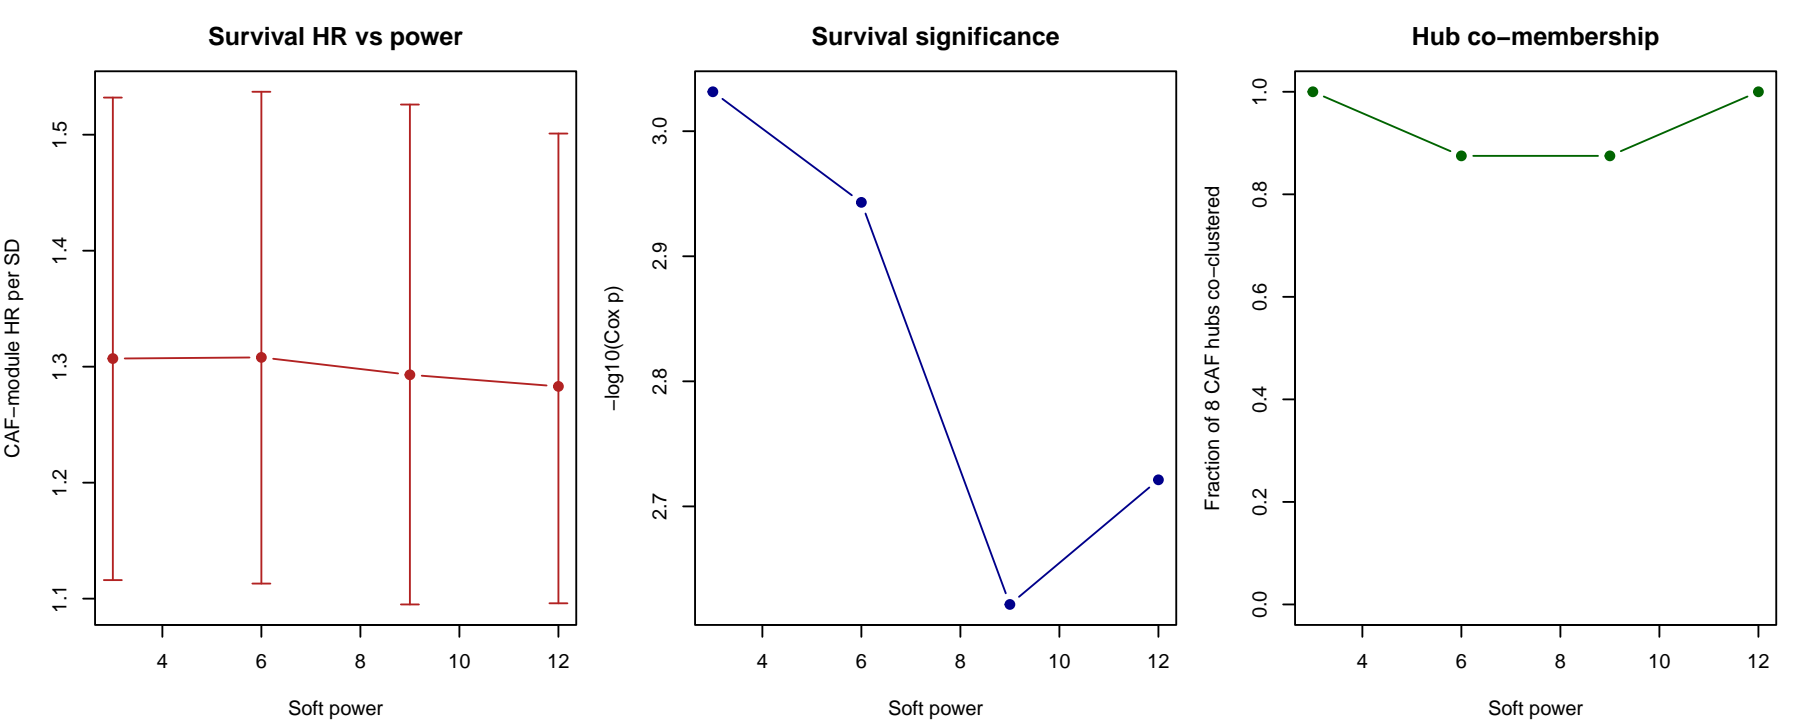 Survival HR vs power
CAF−module HR per SD
1.5
1.4
1.3
1.2
1.1
4 6 8 10 12
Soft power
Survival significance
−log10(Cox p)
3.0
2.9
2.8
2.7
4 6 8 10 12
Soft power
Hub co−membership
Fraction of 8 CAF hubs co−clustered
1.0
0.8
0.6
0.4
0.2
0.0
4 6 8 10 12
Soft power